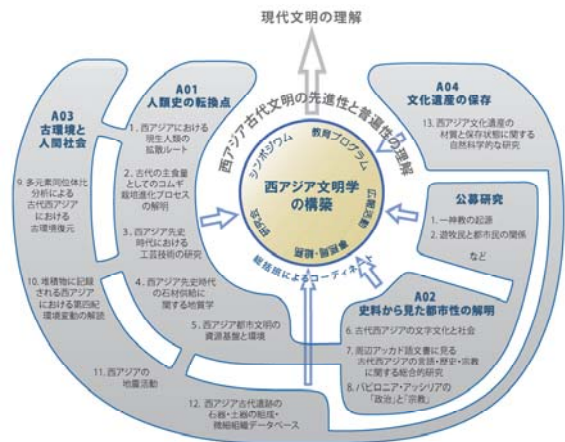 現代文明の理解
西アジア古代文明の先進性と普遍性の理解
シンポジウム
教育プログラム
広報活動
事務局・総括
研究会
西アジア文明学
の構築
総括班によるコーディネート
A01
人類史の転換点
1. 西アジアにおける
現生人類の
拡散ルート
2. 古代の主食量
としてのコムギ
栽培進化プロセス
の解明
3. 西アジア先史
時代における
工芸技術の研究
4. 西アジア先史時代
の石材供給に
関する地質学
5. 西アジア都市文明の
資源基盤と環境
A03
古環境と
人間社会
9. 多元素同位体比
分析による
古代西アジア
における
古環境復元
10. 堆積物に記録
される西アジア
における第四紀
環境変動の解読
11. 西アジアの
地震活動
12. 西アジア古代遺跡の
石器・土器の組成・
微細組織データベース
A04
文化遺産の保存
13. 西アジア文化遺産の
材質と保存状態に関する
自然科学的な研究
公募研究
1. 一神教の起源
2. 遊牧民と都市民の関係
など
A02
史料から見た都市性の解明
6. 古代西アジアの文字文化と社会
7. 周辺アッカド語文書に見る
古代西アジアの言語・歴史・宗教
に関する総合的研究
8. バビロニア・アッシリアの
「政治」と「宗教」